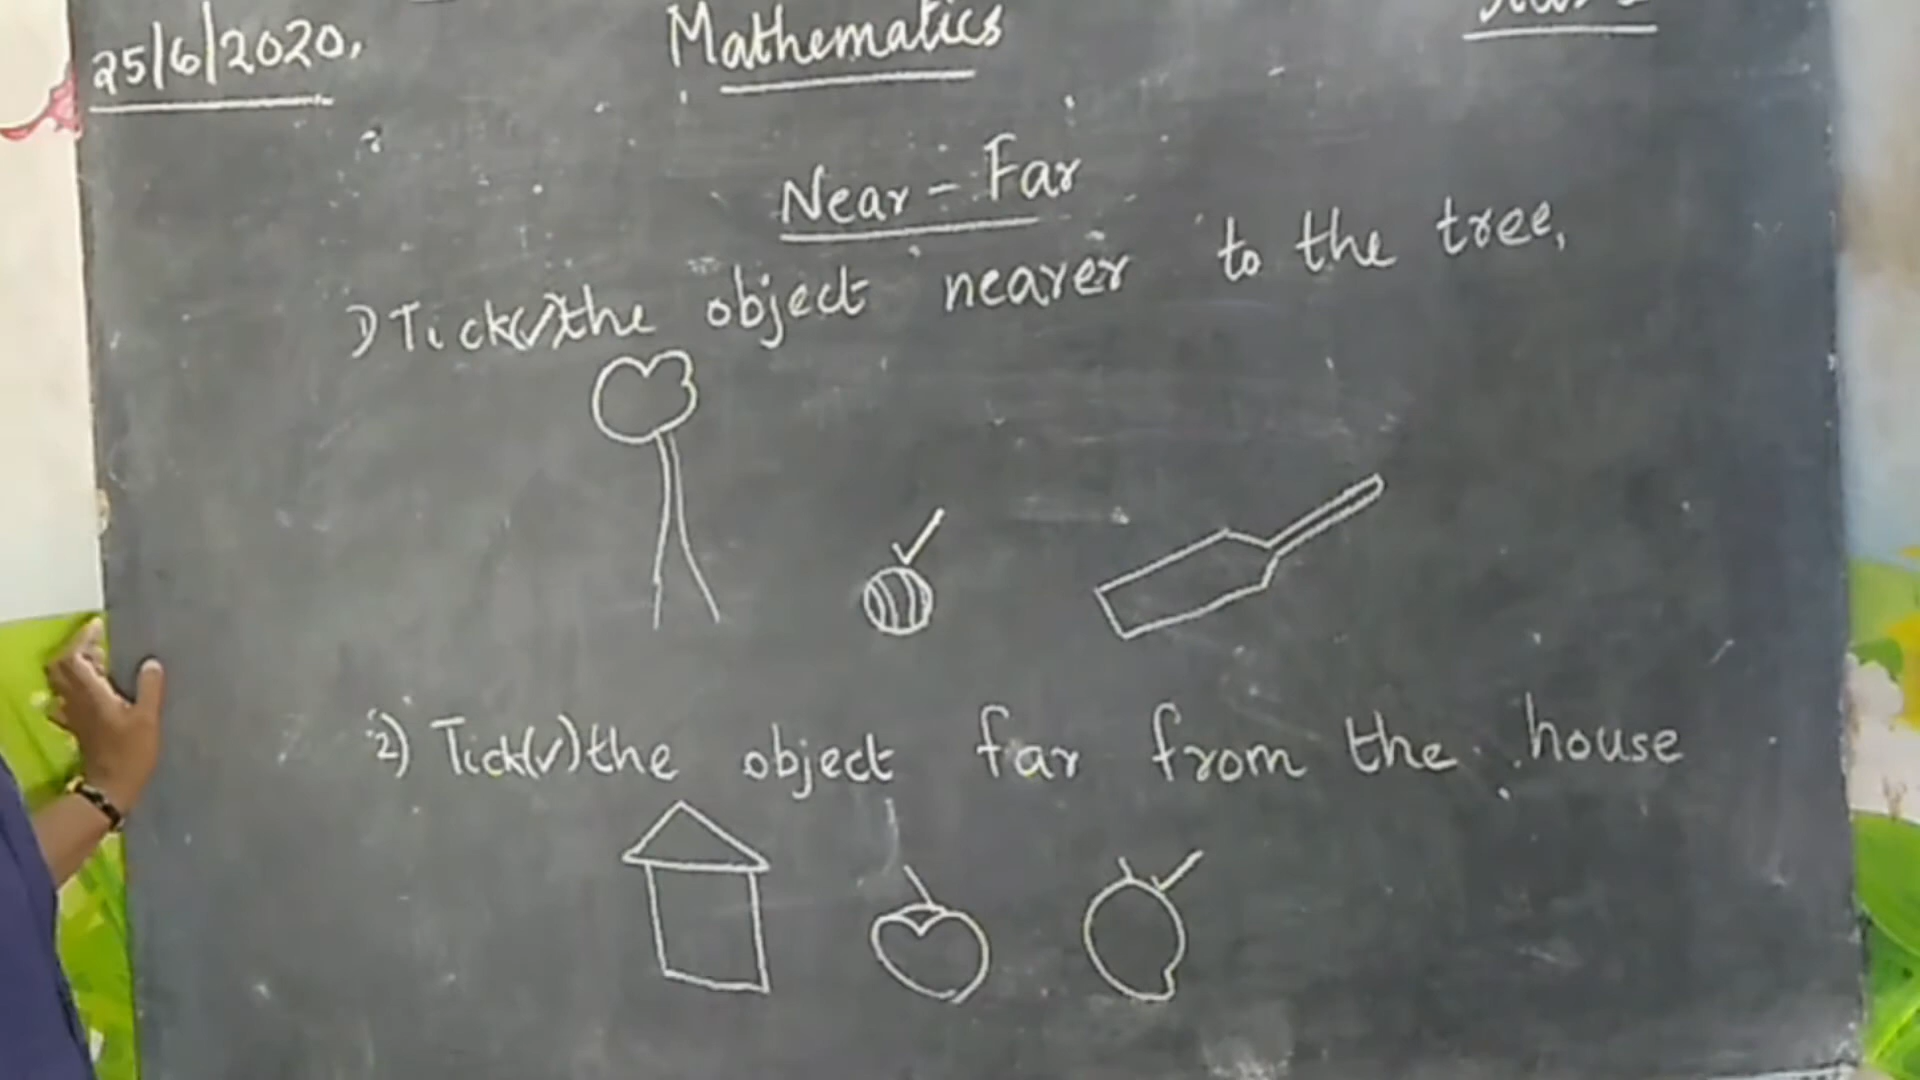 25/6/2020,
Mathematics
Near - Far
1) Tick(✓) the object nearer to the tree,
2) Tick(✓) the object far from the house